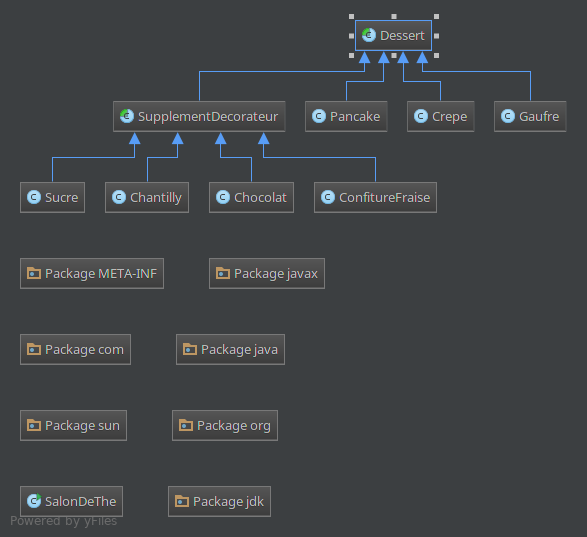 Dessert
SupplementDecorateur Pancake Crepe Gaufre
Sucre Chantilly Chocolat ConfitureFraise
Package META-INF Package javax
Package com Package java
Package sun Package org
SalonDeThe Package jdk
Powered by yFiles